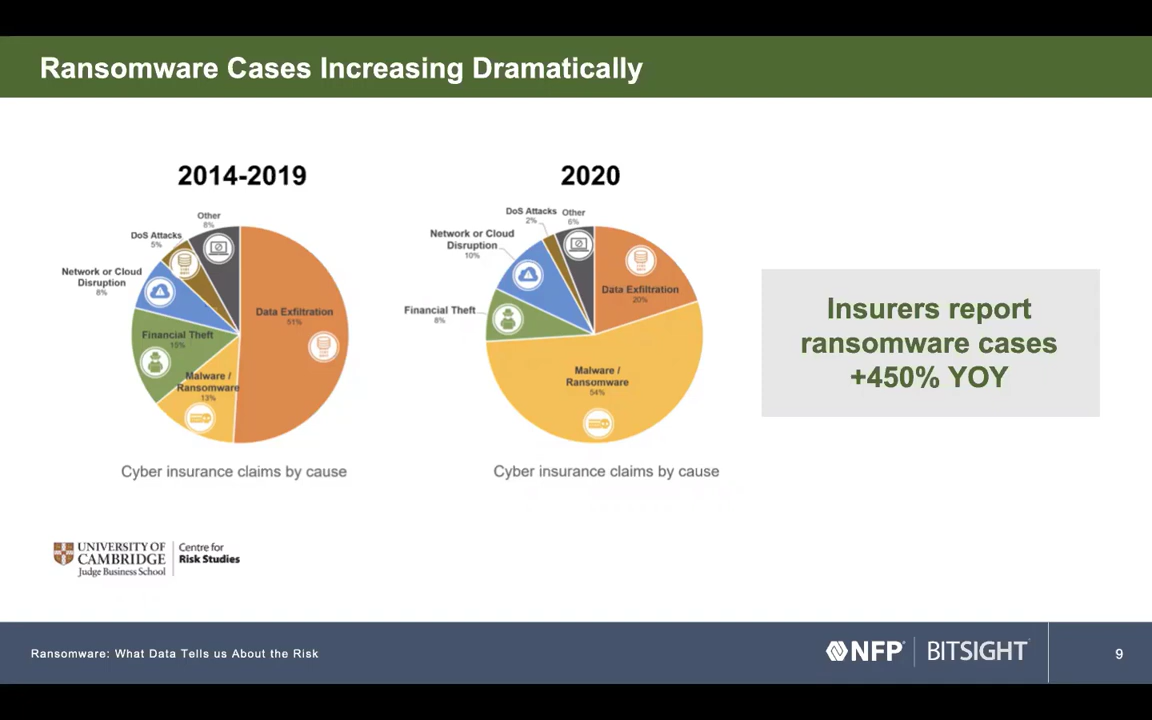 Ransomware Cases Increasing Dramatically
2014-2019
Other
8%
DoS Attacks
5%
Network or Cloud
Disruption
8%
Data Exfiltration
51%
Financial Theft
15%
Malware /
Ransomware
13%
Cyber insurance claims by cause
2020
DoS Attacks
2%
Other
6%
Network or Cloud
Disruption
10%
Data Exfiltration
20%
Financial Theft
8%
Malware /
Ransomware
54%
Cyber insurance claims by cause
Insurers report
ransomware cases
+450% YOY
UNIVERSITY OF
CAMBRIDGE
Judge Business School
Centre for
Risk Studies
Ransomware: What Data Tells us About the Risk
NFP
BITSIGHT
9